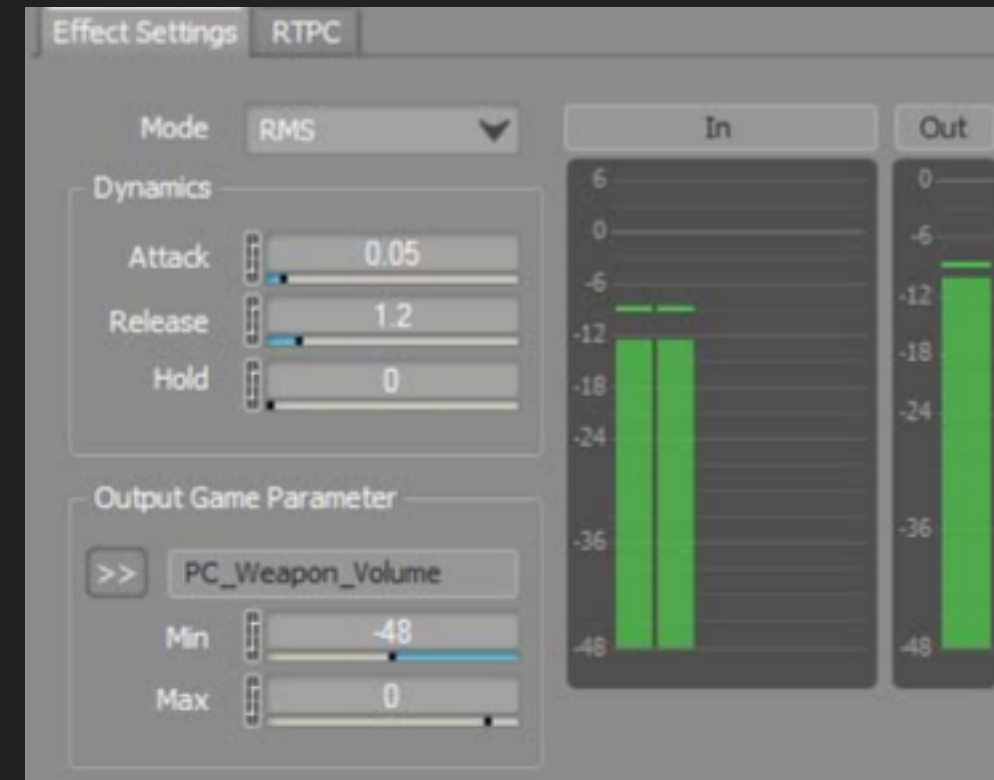 Effect Settings RTPC
Mode RMS In Out
Dynamics
Attack 0.05
Release 1.2
Hold 0
Output Game Parameter
>> PC_Weapon_Volume
Min -48
Max 0
6
0
-6
-12
-18
-24
-36
-48
0
-6
-12
-18
-24
-36
-48